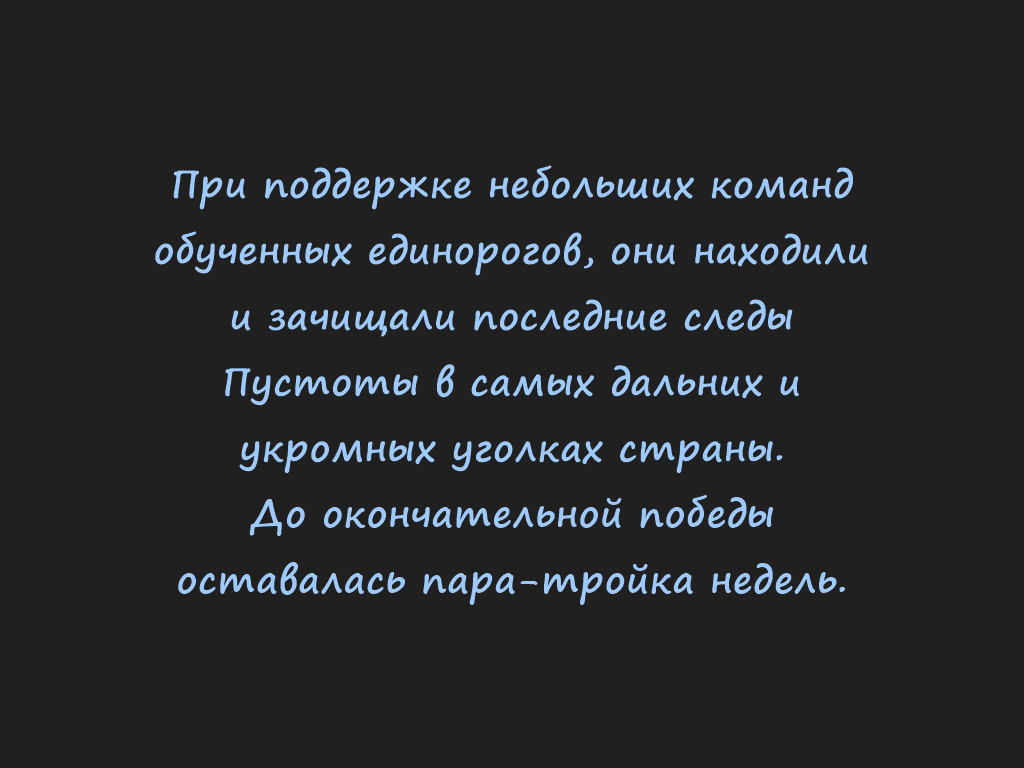 При поддержке небольших команд
обученных единорогов, они находили
и зачищали последние следы
Пустоты в самых дальних и
укромных уголках страны.
До окончательной победы
оставалась пара-тройка недель.